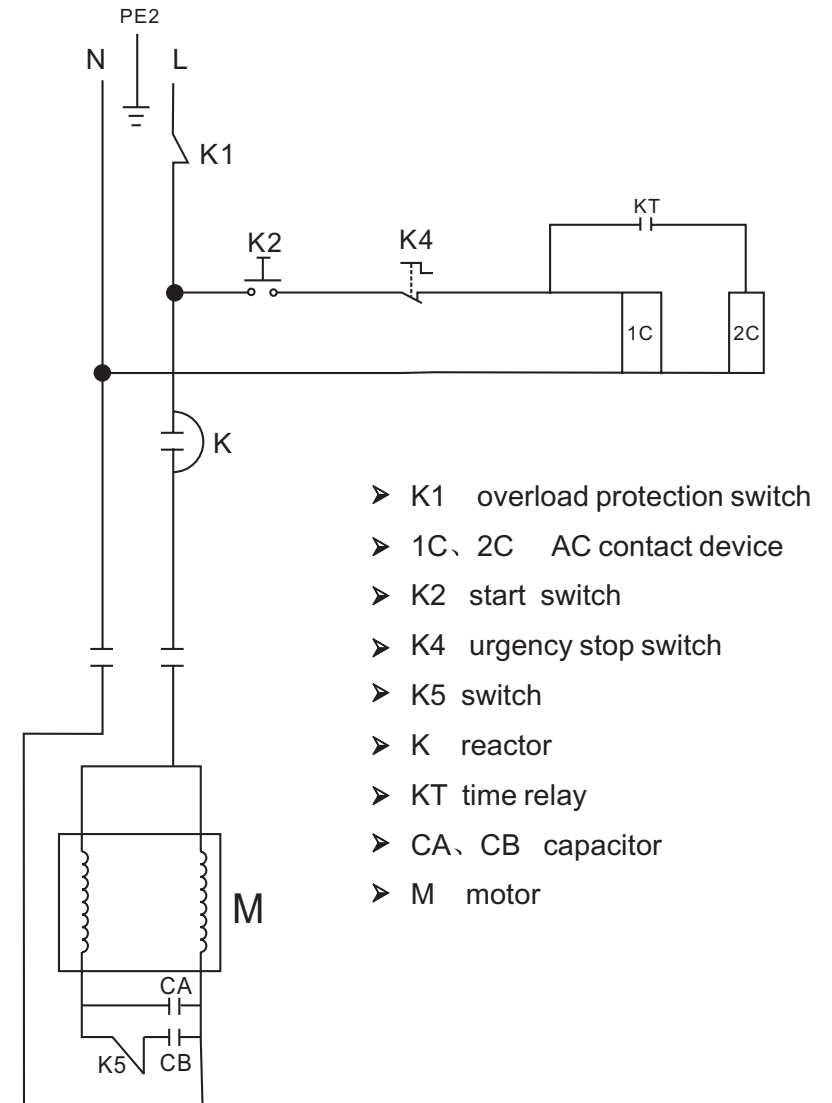 PE2
N L
K1
KT
K2 K4
1C 2C
K
K1 overload protection switch
1C、2C AC contact device
K2 start switch
K4 urgency stop switch
K5 switch
K reactor
KT time relay
CA、CB capacitor
M motor
M
CA
K5 CB